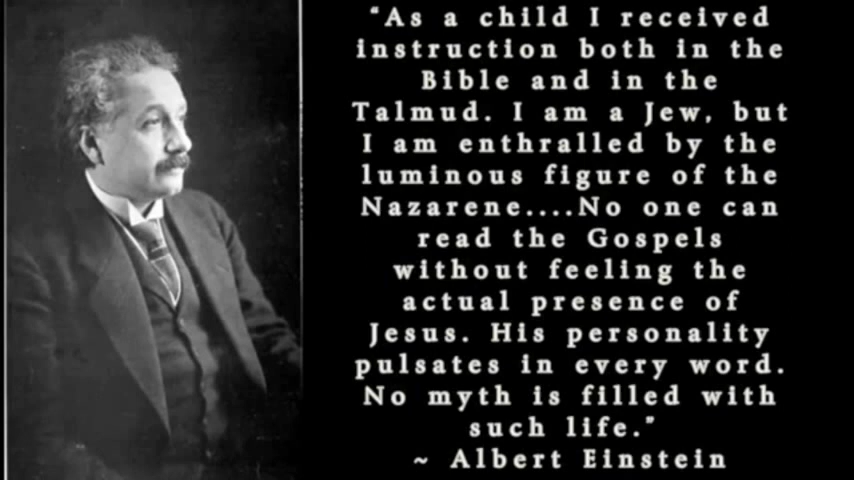 "As a child I received
instruction both in the
Bible and in the
Talmud. I am a Jew, but
I am enthralled by the
luminous figure of the
Nazarene....No one can
read the Gospels
without feeling the
actual presence of
Jesus. His personality
pulsates in every word.
No myth is filled with
such life."
~ Albert Einstein